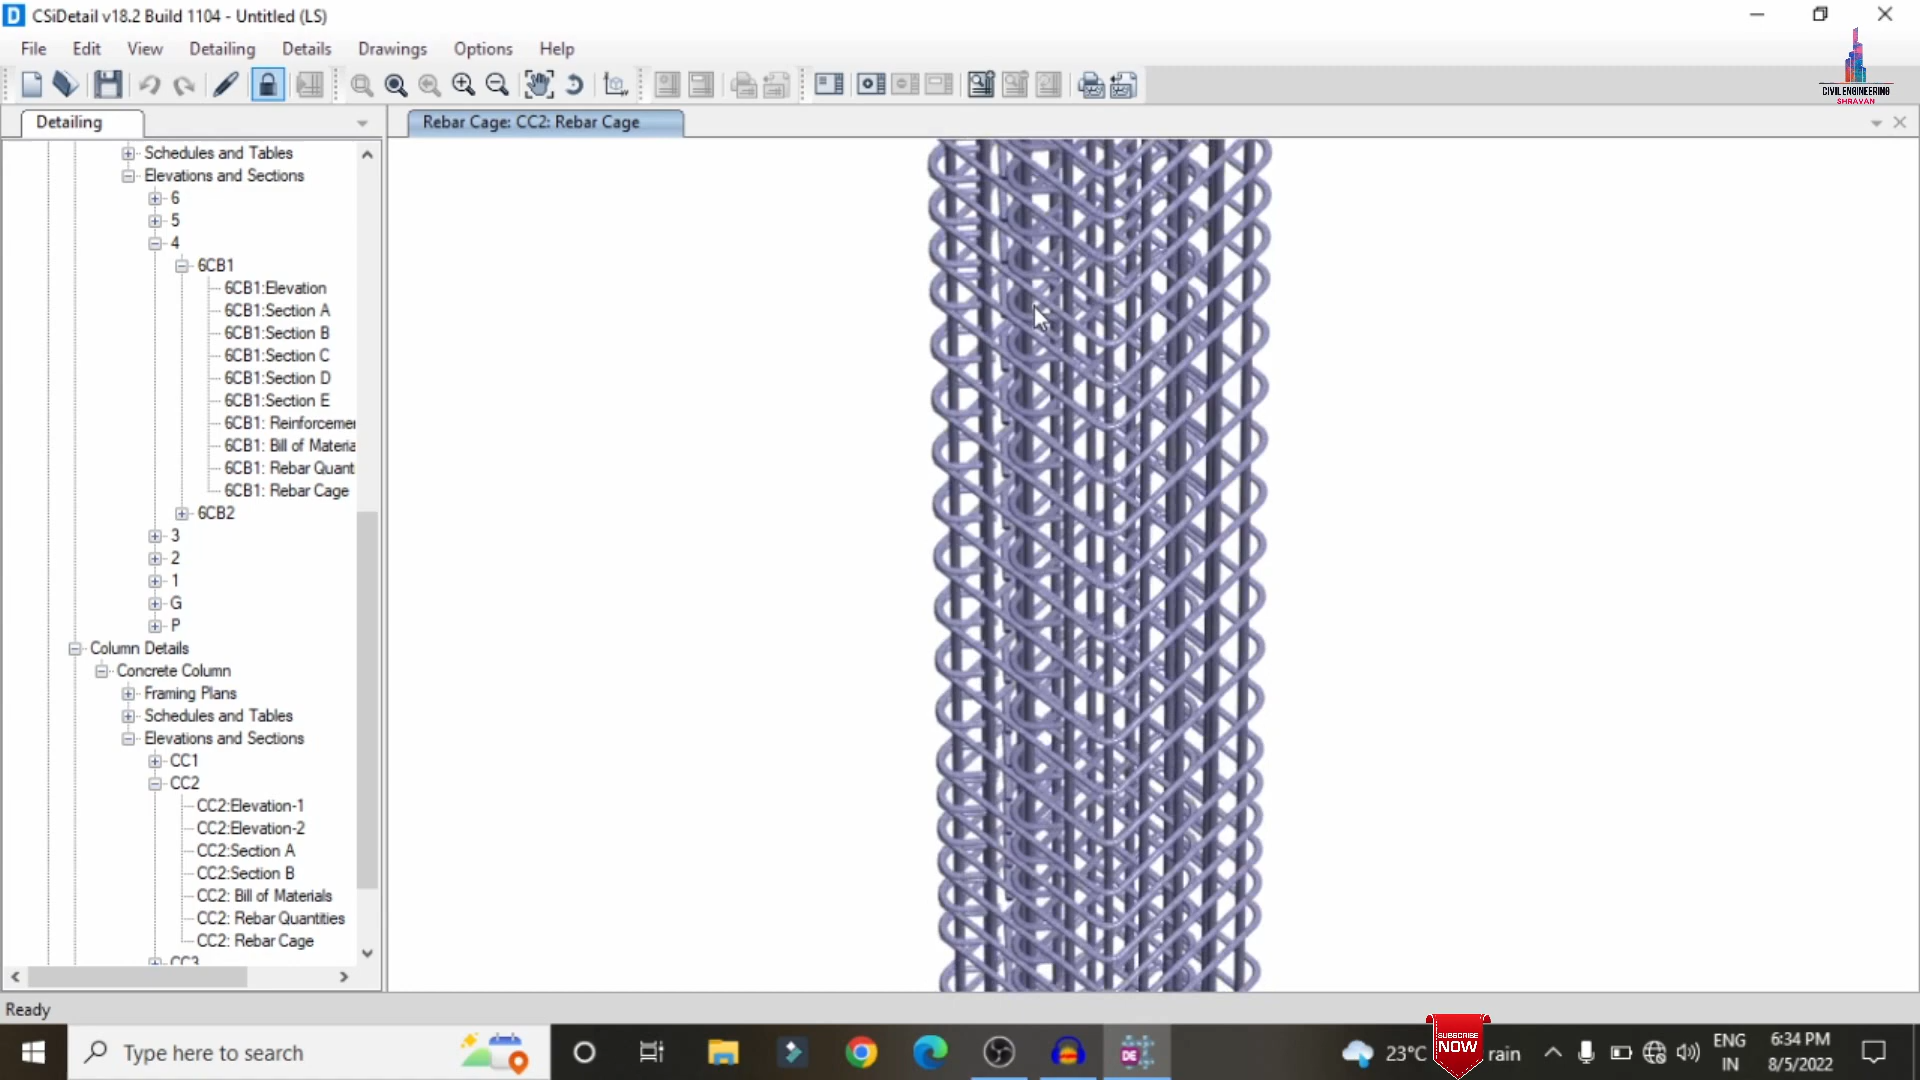 CSiDetail v18.2 Build 1104 - Untitled (LS)
File Edit View Detailing Details Drawings Options Help
CIVIL ENGINEERING
SHRAVAN
Detailing
Rebar Cage: CC2: Rebar Cage
Schedules and Tables
Elevations and Sections
6
5
4
6CB1
6CB1:Elevation
6CB1:Section A
6CB1:Section B
6CB1:Section C
6CB1:Section D
6CB1:Section E
6CB1: Reinforcemer
6CB1: Bill of Materia
6CB1: Rebar Quant
6CB1: Rebar Cage
6CB2
3
2
1
G
P
Column Details
Concrete Column
Framing Plans
Schedules and Tables
Elevations and Sections
CC1
CC2
CC2:Elevation-1
CC2:Elevation-2
CC2:Section A
CC2:Section B
CC2: Bill of Materials
CC2: Rebar Quantities
CC2: Rebar Cage
CC3
Ready
Type here to search
DE
23°C
SUBSCRIBE
NOW
rain
ENG
IN
6:34 PM
8/5/2022